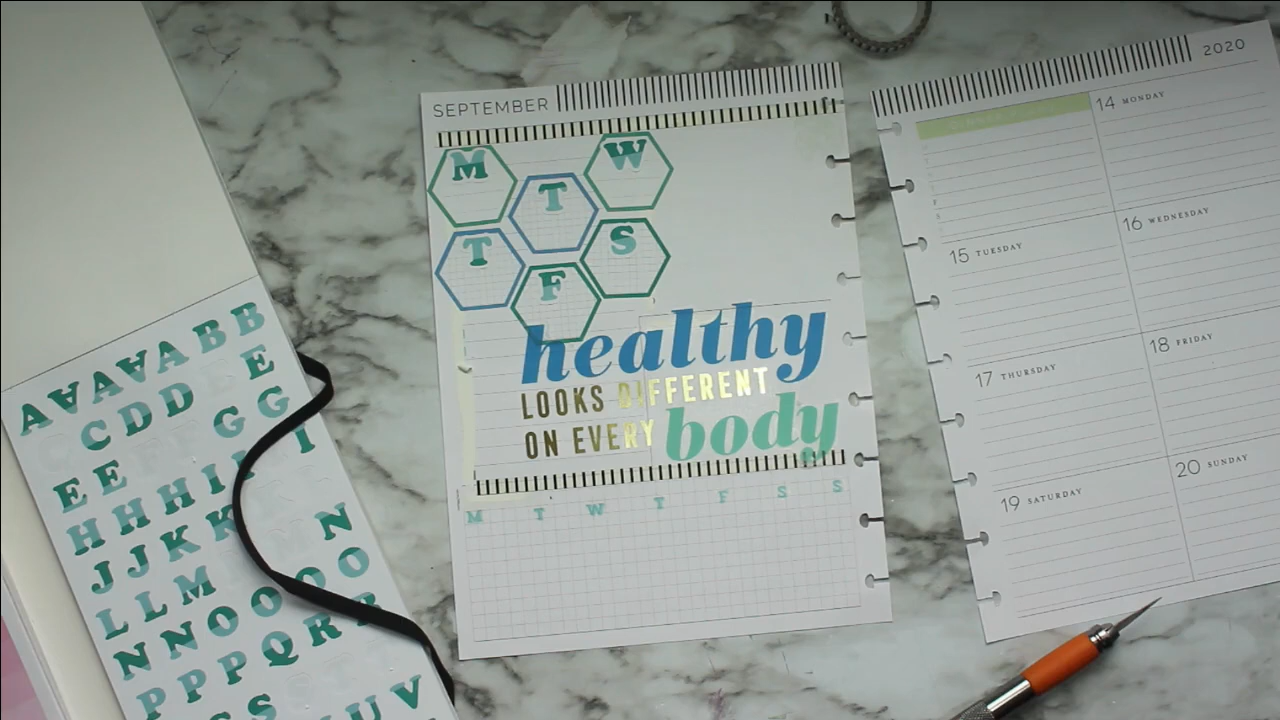 SEPTEMBER
M
W
T
T
S
F
healthy
LOOKS DIFFERENT
ON EVERY body
M T W T F S S
2020
14 MONDAY
15 TUESDAY
16 WEDNESDAY
17 THURSDAY
18 FRIDAY
19 SATURDAY
20 SUNDAY
A A A A A B B
C D D E
E E G G
H H H I L I
J J K K
L L M N
N N O O O O
P P P Q R R
S U V